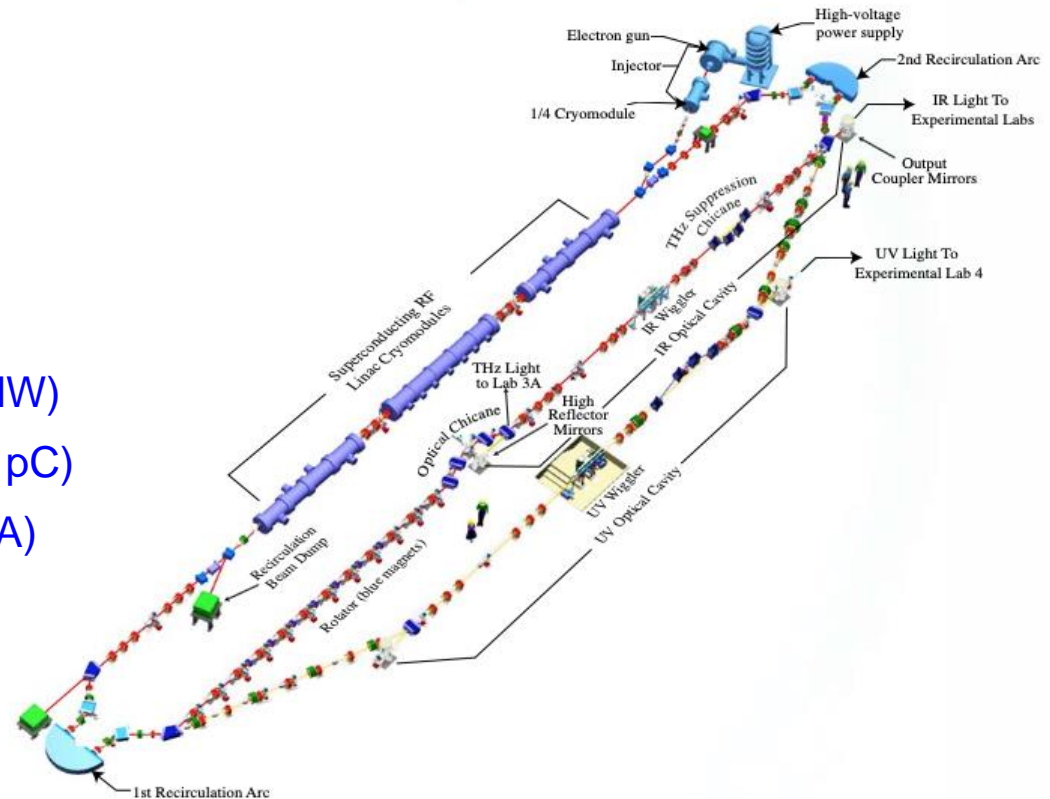 High-voltage
power supply
Electron gun
Injector
2nd Recirculation Arc
1/4 Cryomodule
IR Light To
Experimental Labs
Output
Coupler Mirrors
THz Suppression
Chicane
UV Light To
Experimental Lab 4
Superconducting RF
Linac Cryomodules
IR Wiggler
IR Optical Cavity
THz Light
to Lab 3A
High
Reflector
Mirrors
Optical Chicane
UV Wiggler
UV Optical Cavity
Recirculation
Beam Dump
Rotator (blue magnets)
1st Recirculation Arc
W)
pC)
A)